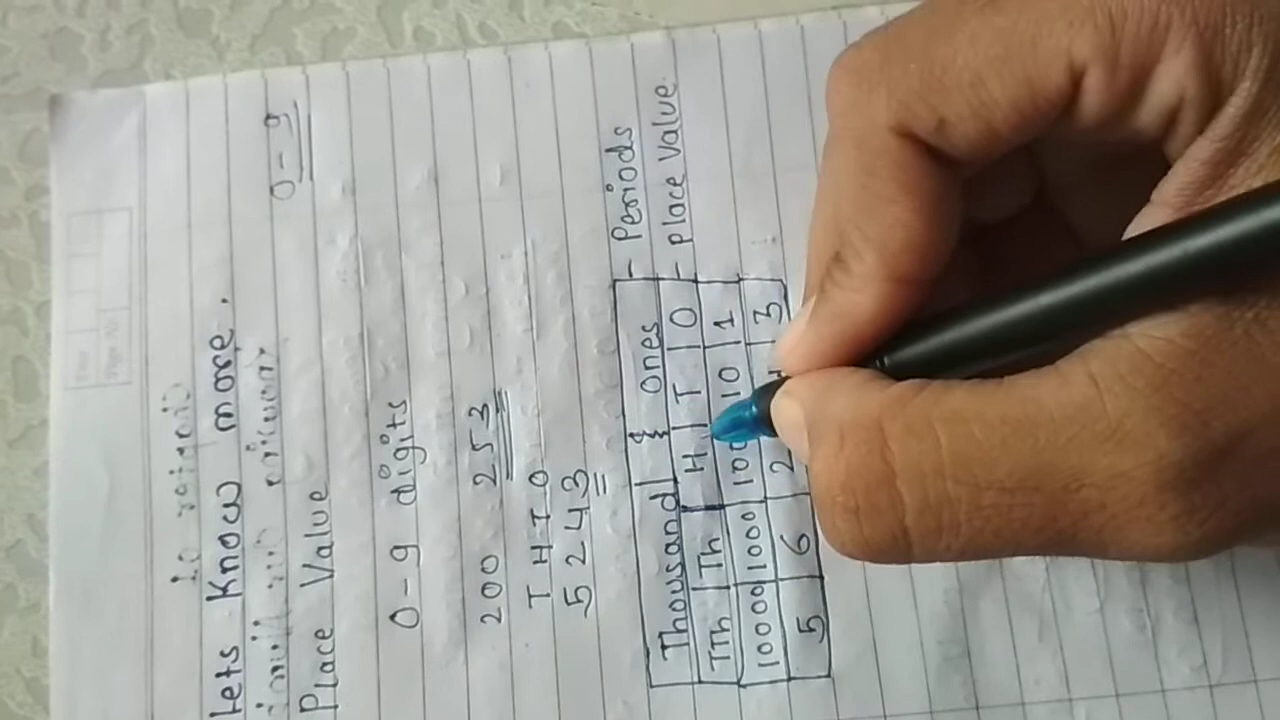 Lets Know more.
0-9
Place Value
0-9 digits
200 253
T H T O
5 2 4 3
Thousand Ones - Periods
TTh Th H T O - place value
10000 1000 100 10 1
5 6 2 3